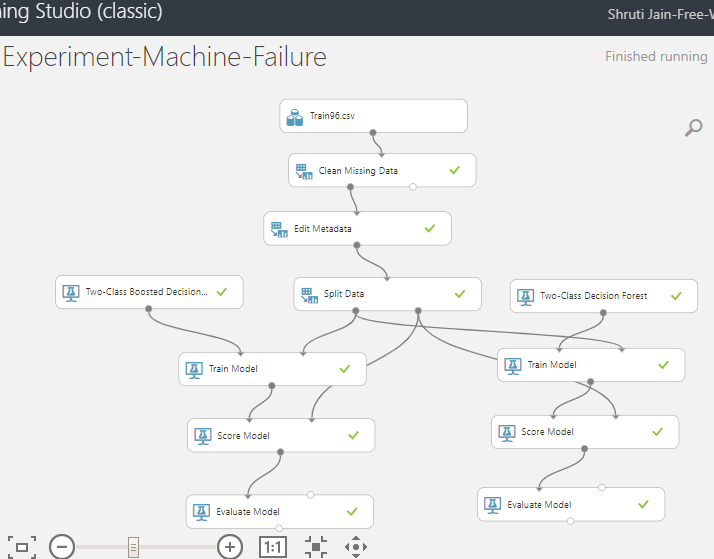 ning Studio (classic)
Shruti Jain-Free-W
Experiment-Machine-Failure
Finished running
Train96.csv
Clean Missing Data
Edit Metadata
Two-Class Boosted Decision...
Split Data
Two-Class Decision Forest
Train Model
Train Model
Score Model
Score Model
Evaluate Model
Evaluate Model
1:1